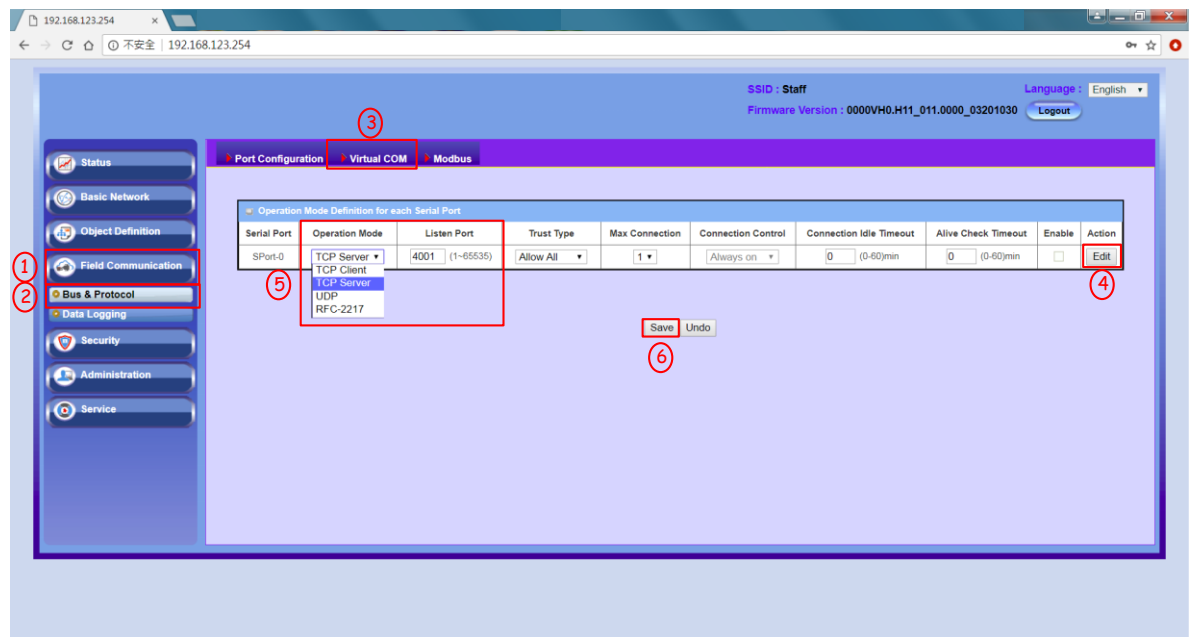 192.168.123.254
不安全 192.168.123.254
SSID : Staff
Language : English
Firmware Version : 0000VH0.H11_011.0000_03201030
Logout
3
Port Configuration Virtual COM Modbus
Status
Basic Network
Object Definition
1 Field Communication
2 Bus & Protocol
Data Logging
Security
Administration
Service
Operation Mode Definition for each Serial Port
Serial Port Operation Mode Listen Port Trust Type Max Connection Connection Control Connection Idle Timeout Alive Check Timeout Enable Action
SPort-0 TCP Server 4001 (1~65535) Allow All 1 Always on 0 (0-60)min 0 (0-60)min Edit
TCP Client
TCP Server
UDP
RFC-2217
5
4
Save Undo
6